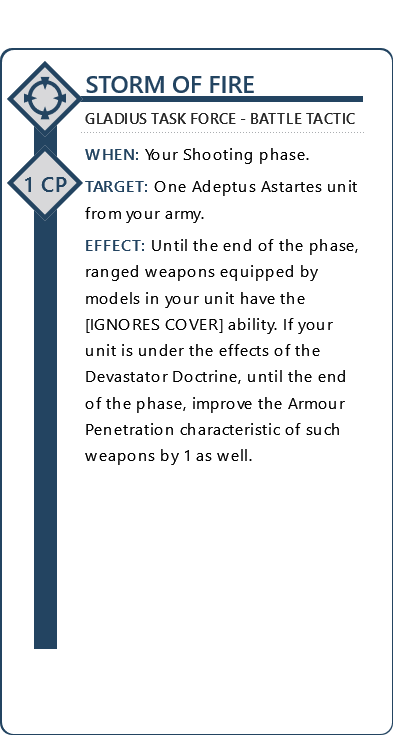 STORM OF FIRE
GLADIUS TASK FORCE - BATTLE TACTIC
WHEN: Your Shooting phase.
1 CP
TARGET: One Adeptus Astartes unit
from your army.
EFFECT: Until the end of the phase,
ranged weapons equipped by
models in your unit have the
[IGNORES COVER] ability. If your
unit is under the effects of the
Devastator Doctrine, until the end
of the phase, improve the Armour
Penetration characteristic of such
weapons by 1 as well.